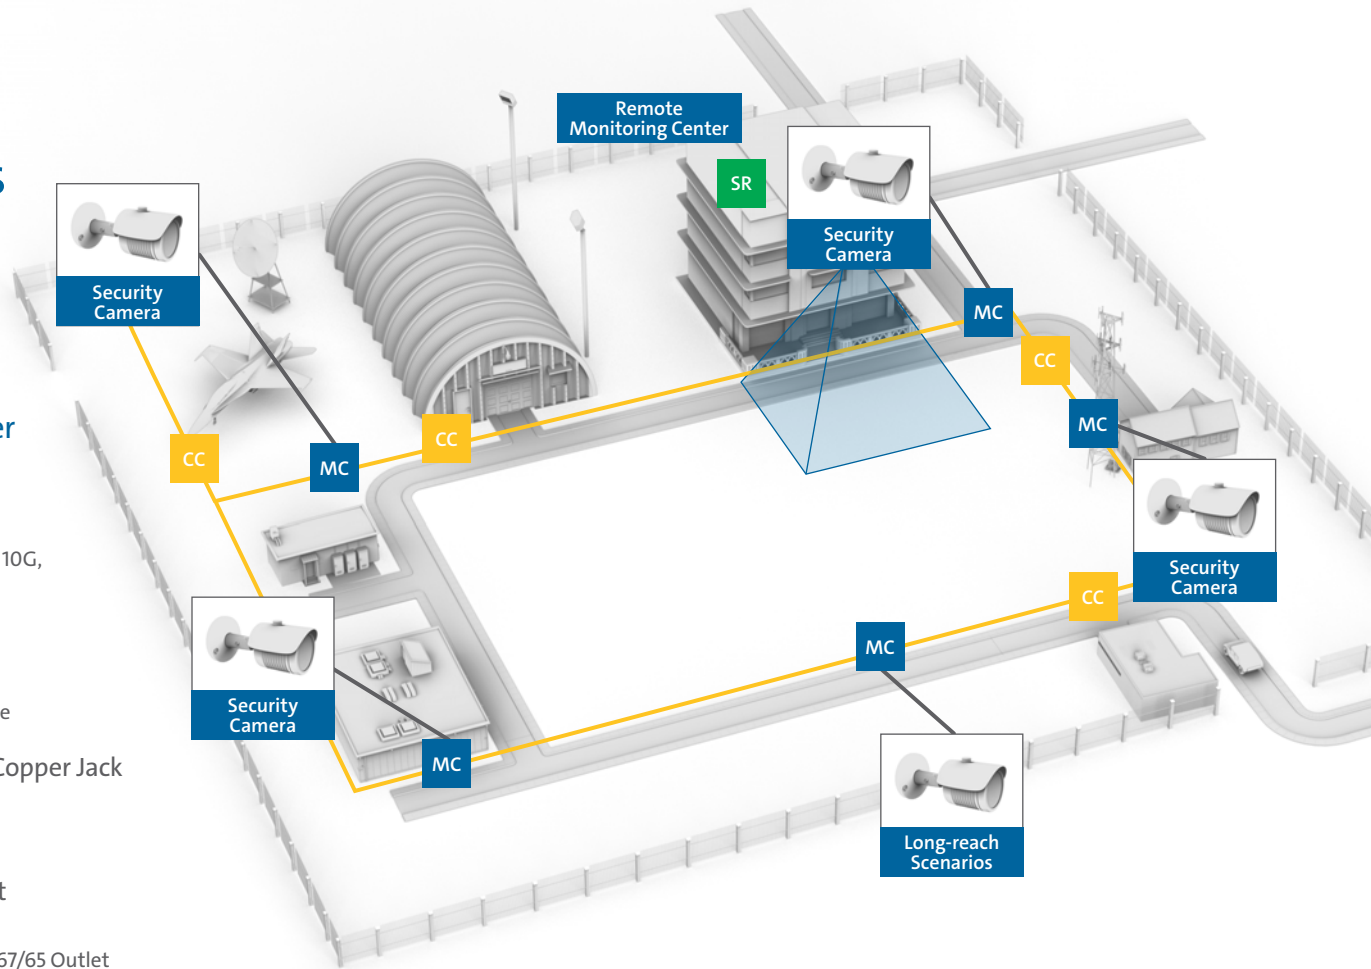 s
er
10G,
e
Copper Jack
t
67/65 Outlet
Remote
Monitoring Center
SR
Security
Camera
Security
Camera
MC
CC
MC
CC
CC
MC
Security
Camera
CC
MC
Security
Camera
MC
Long-reach
Scenarios